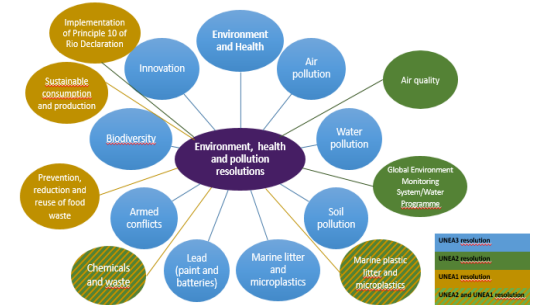 Implementation
of Principle 10 of
Rio Declaration
Environment
and Health
Innovation
Air
pollution
Sustainable
consumption
and production
Air quality
Biodiversity
Water
pollution
Environment, health
and pollution
resolutions
Prevention,
reduction and
reuse of food
waste
Global Environment
Monitoring
System/Water
Programme
Armed
conflicts
Soil
pollution
Chemicals
and waste
Lead
(paint and
batteries)
Marine litter
and
microplastics
Marine plastic
litter and
microplastics
UNEA3 resolution
UNEA2 resolution
UNEA1 resolution
UNEA2 and UNEA1 resolution